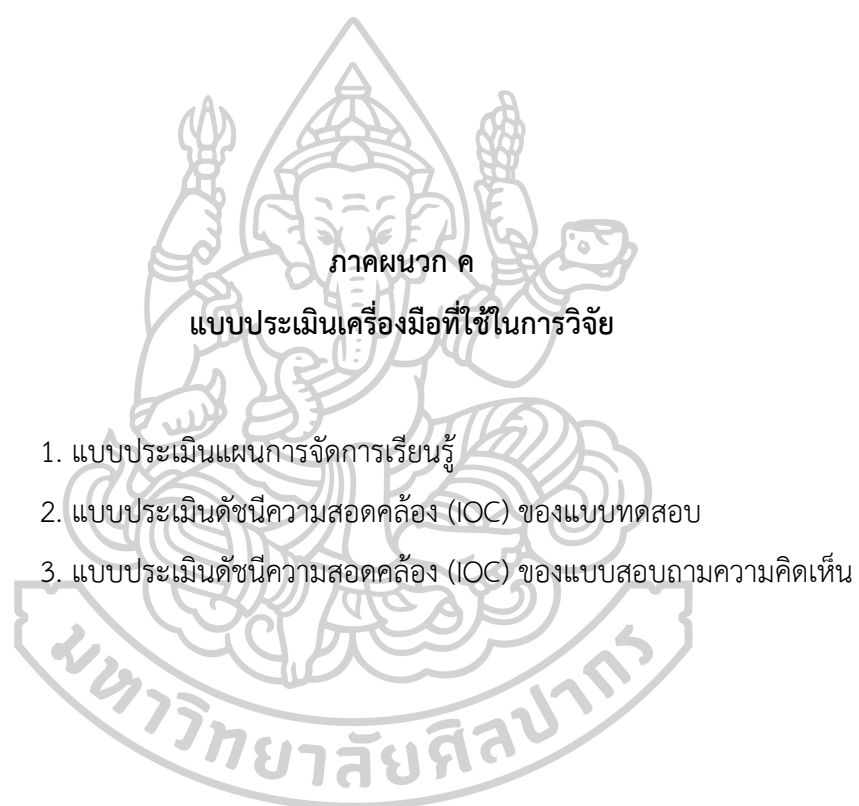 ภาคผนวก ค
แบบประเมินเครื่องมือที่ใช้ในการวิจัย
1. แบบประเมินแผนการจัดการเรียนรู้
2. แบบประเมินดัชนีความสอดคล้อง (IOC) ของแบบทดสอบ
3. แบบประเมินดัชนีความสอดคล้อง (IOC) ของแบบสอบถามความคิดเห็น
มหาวิทยาลัยศิลปากร